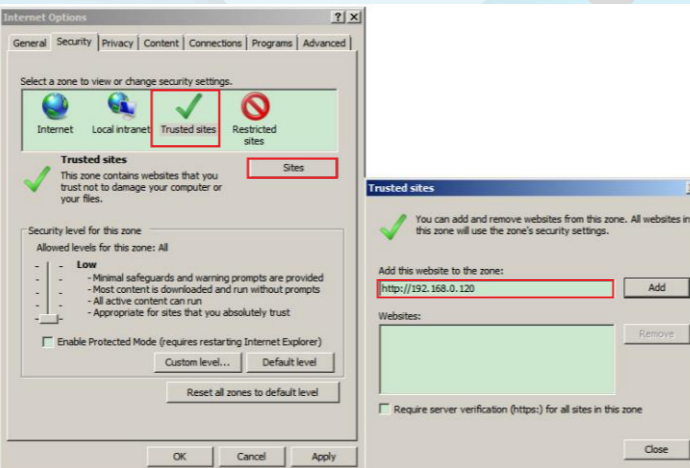 Internet Options
General Security Privacy Content Connections Programs Advanced
Select a zone to view or change security settings.
Internet Local intranet Trusted sites Restricted
sites
Trusted sites
Sites
This zone contains websites that you
trust not to damage your computer or
your files.
Security level for this zone
Allowed levels for this zone: All
Low
- Minimal safeguards and warning prompts are provided
- Most content is downloaded and run without prompts
- All active content can run
- Appropriate for sites that you absolutely trust
Enable Protected Mode (requires restarting Internet Explorer)
Custom level... Default level
Reset all zones to default level
OK Cancel Apply
Trusted sites
You can add and remove websites from this zone. All websites in
this zone will use the zone's security settings.
Add this website to the zone:
http://192.168.0.120 Add
Websites:
Remove
Require server verification (https:) for all sites in this zone
Close